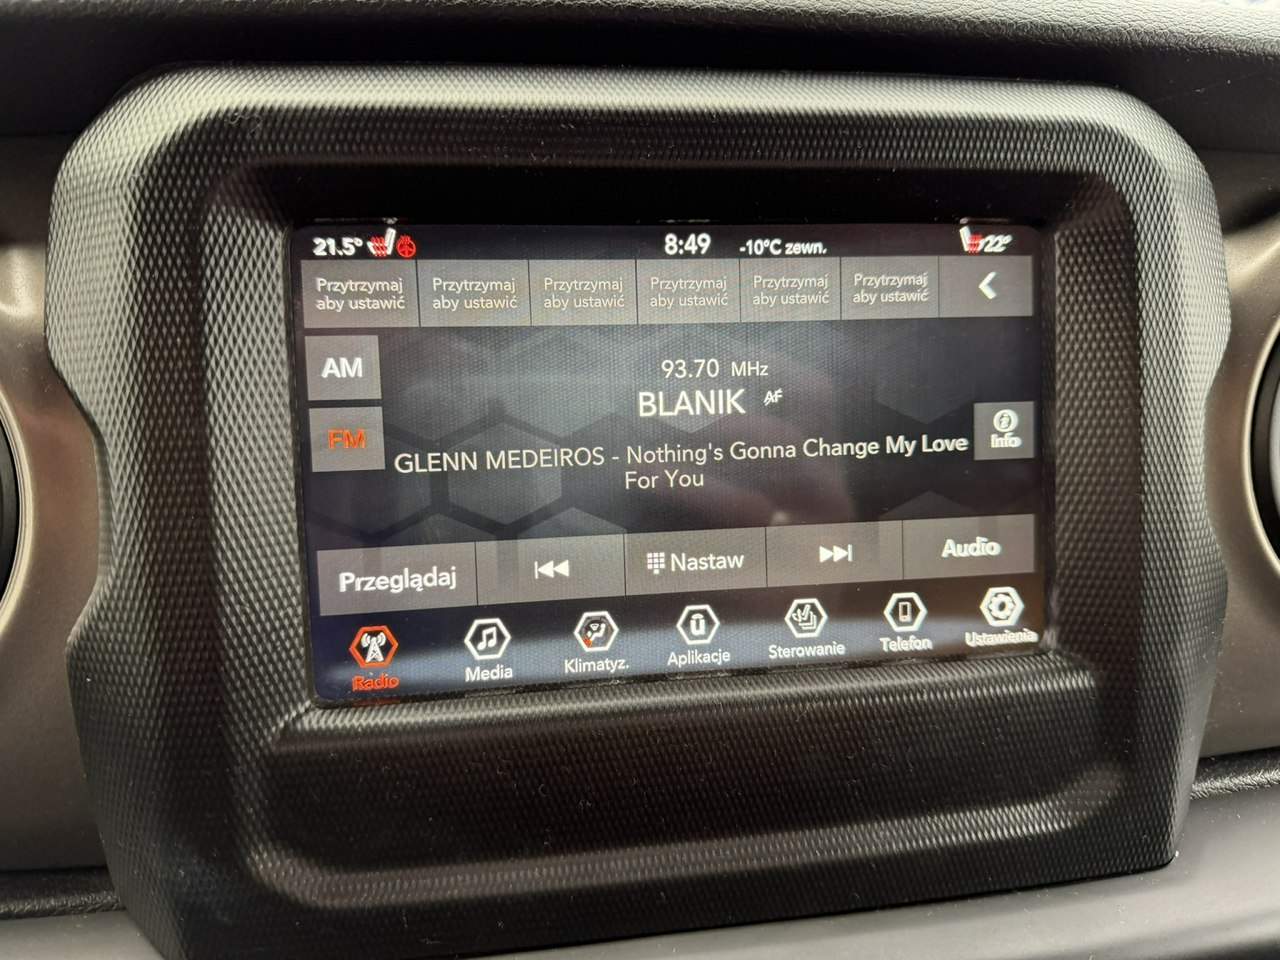 21.5° 8:49 -10°C zewn. 22°
Przytrzymaj aby ustawić
Przytrzymaj aby ustawić
Przytrzymaj aby ustawić
Przytrzymaj aby ustawić
Przytrzymaj aby ustawić
Przytrzymaj aby ustawić
AM
93.70 MHz
BLANIK AF
FM
Info
GLENN MEDEIROS - Nothing's Gonna Change My Love
For You
Przeglądaj
Nastaw
Audio
Radio
Media
Klimatyz.
Aplikacje
Sterowanie
Telefon
Ustawienia